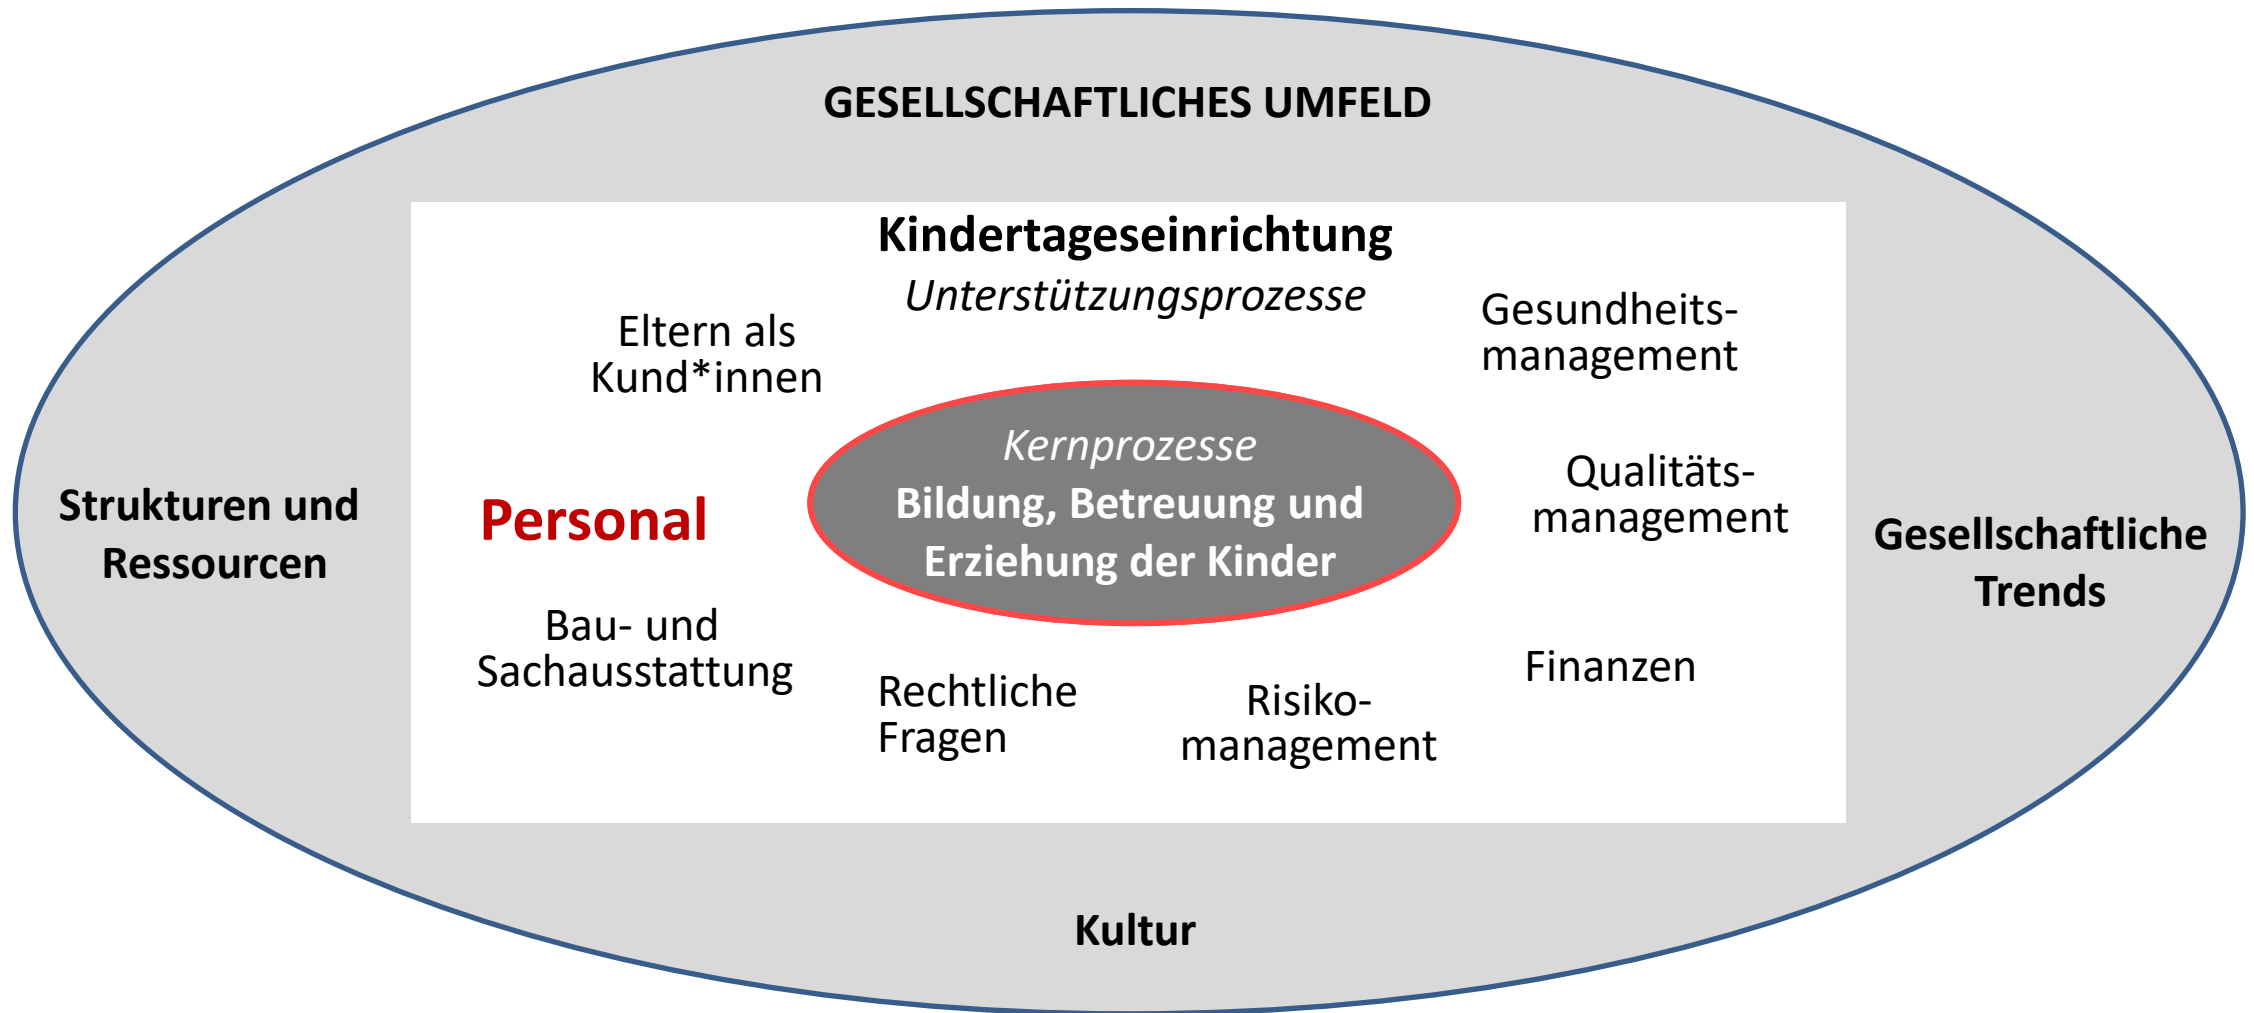 GESELLSCHAFTLICHES UMFELD
Kindertageseinrichtung
Unterstützungsprozesse
Eltern als
Kund*innen
Gesundheits-
management
Kernprozesse
Bildung, Betreuung und
Erziehung der Kinder
Qualitäts-
management
Strukturen und
Ressourcen
Personal
Gesellschaftliche
Trends
Bau- und
Sachausstattung
Rechtliche
Fragen
Risiko-
management
Finanzen
Kultur